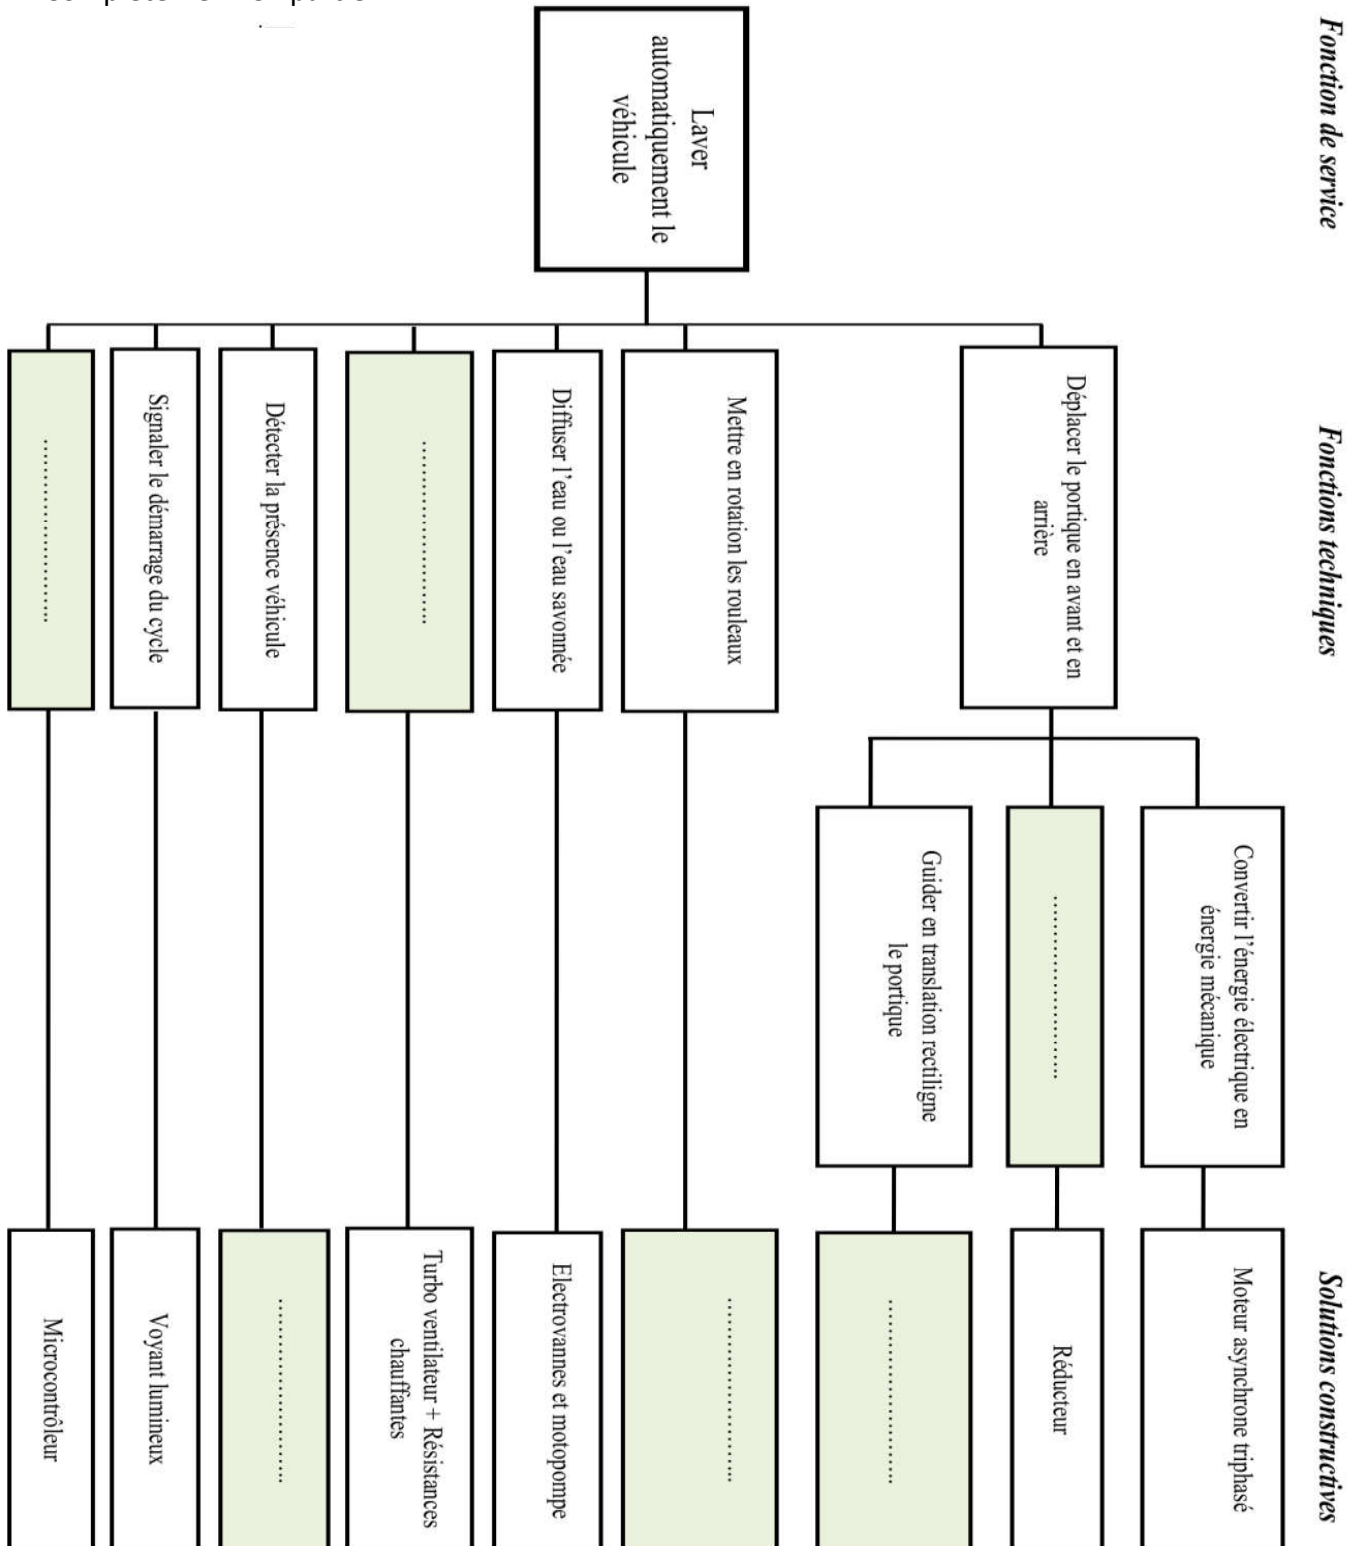 Fonction de service
Fonctions techniques
Solutions constructives
Laver
automatiquement le
véhicule
Déplacer le portique en avant et en
arrière
Convertir l'énergie électrique en
énergie mécanique
Moteur asynchrone triphasé
……………………..
Réducteur
Guider en translation rectiligne
le portique
……………………..
Mettre en rotation les rouleaux
……………………..
Diffuser l'eau ou l'eau savonnée
Electrovannes et motopompe
……………………..
Turbo ventilateur + Résistances
chauffantes
Détecter la présence véhicule
……………………..
Signaler le démarrage du cycle
Voyant lumineux
……………………..
Microcontrôleur